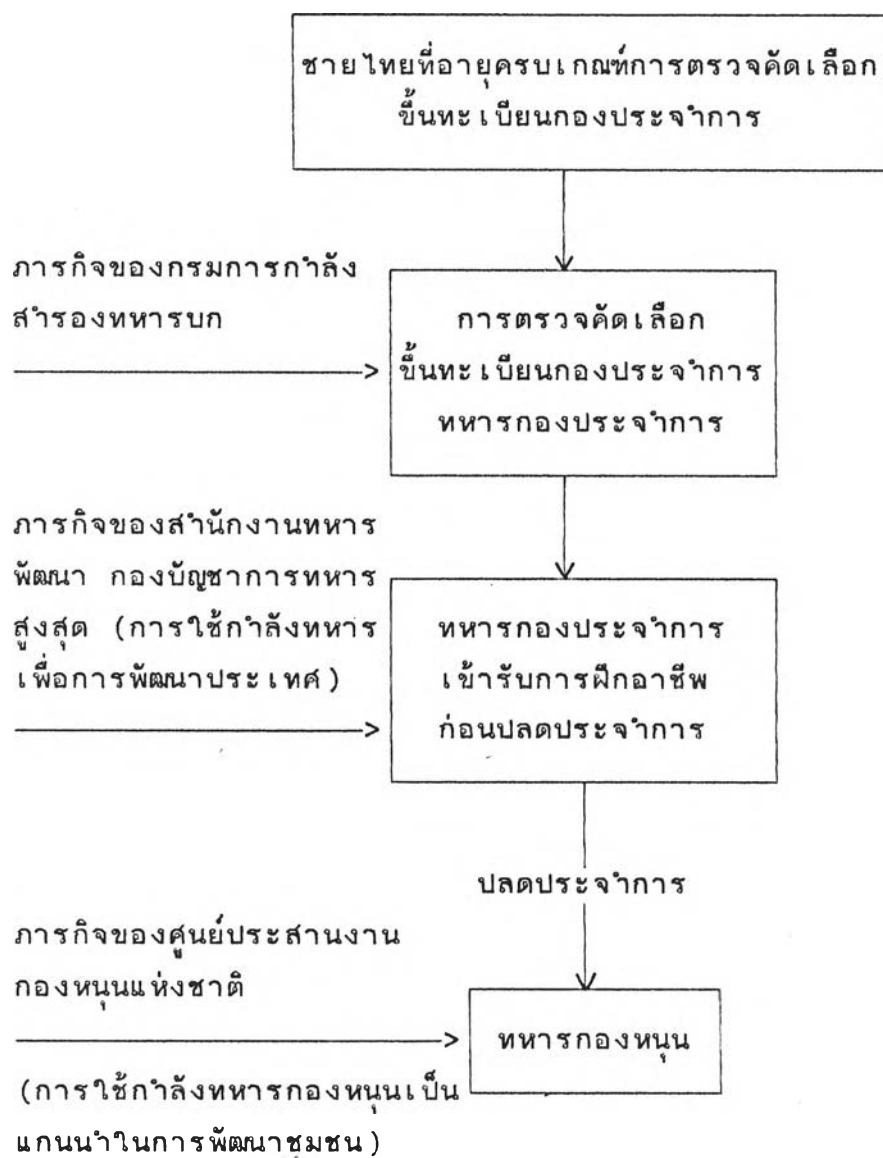 ชายไทยที่อายุครบเกณฑ์การตรวจคัดเลือก
ขึ้นทะเบียนกองประจำการ
ภารกิจของกรมการกำลัง
สำรองทหารบก
การตรวจคัดเลือก
ขึ้นทะเบียนกองประจำการ
ทหารกองประจำการ
ภารกิจของสำนักงานทหาร
พัฒนา กองบัญชาการทหาร
สูงสุด (การใช้กำลังทหาร
เพื่อการพัฒนาประเทศ)
ทหารกองประจำการ
เข้ารับการฝึกอาชีพ
ก่อนปลดประจำการ
ปลดประจำการ
ภารกิจของศูนย์ประสานงาน
กองหนุนแห่งชาติ
ทหารกองหนุน
(การใช้กำลังทหารกองหนุนเป็น
แกนนำในการพัฒนาชุมชน)